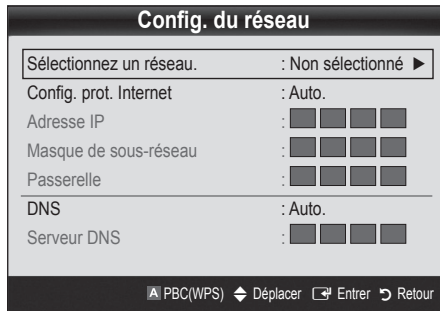 Config. du réseau
Sélectionnez un réseau. : Non sélectionné ▶
Config. prot. Internet : Auto.
Adresse IP :
Masque de sous-réseau :
Passerelle :
DNS : Auto.
Serveur DNS :
A PBC(WPS) Déplacer Entrer Retour